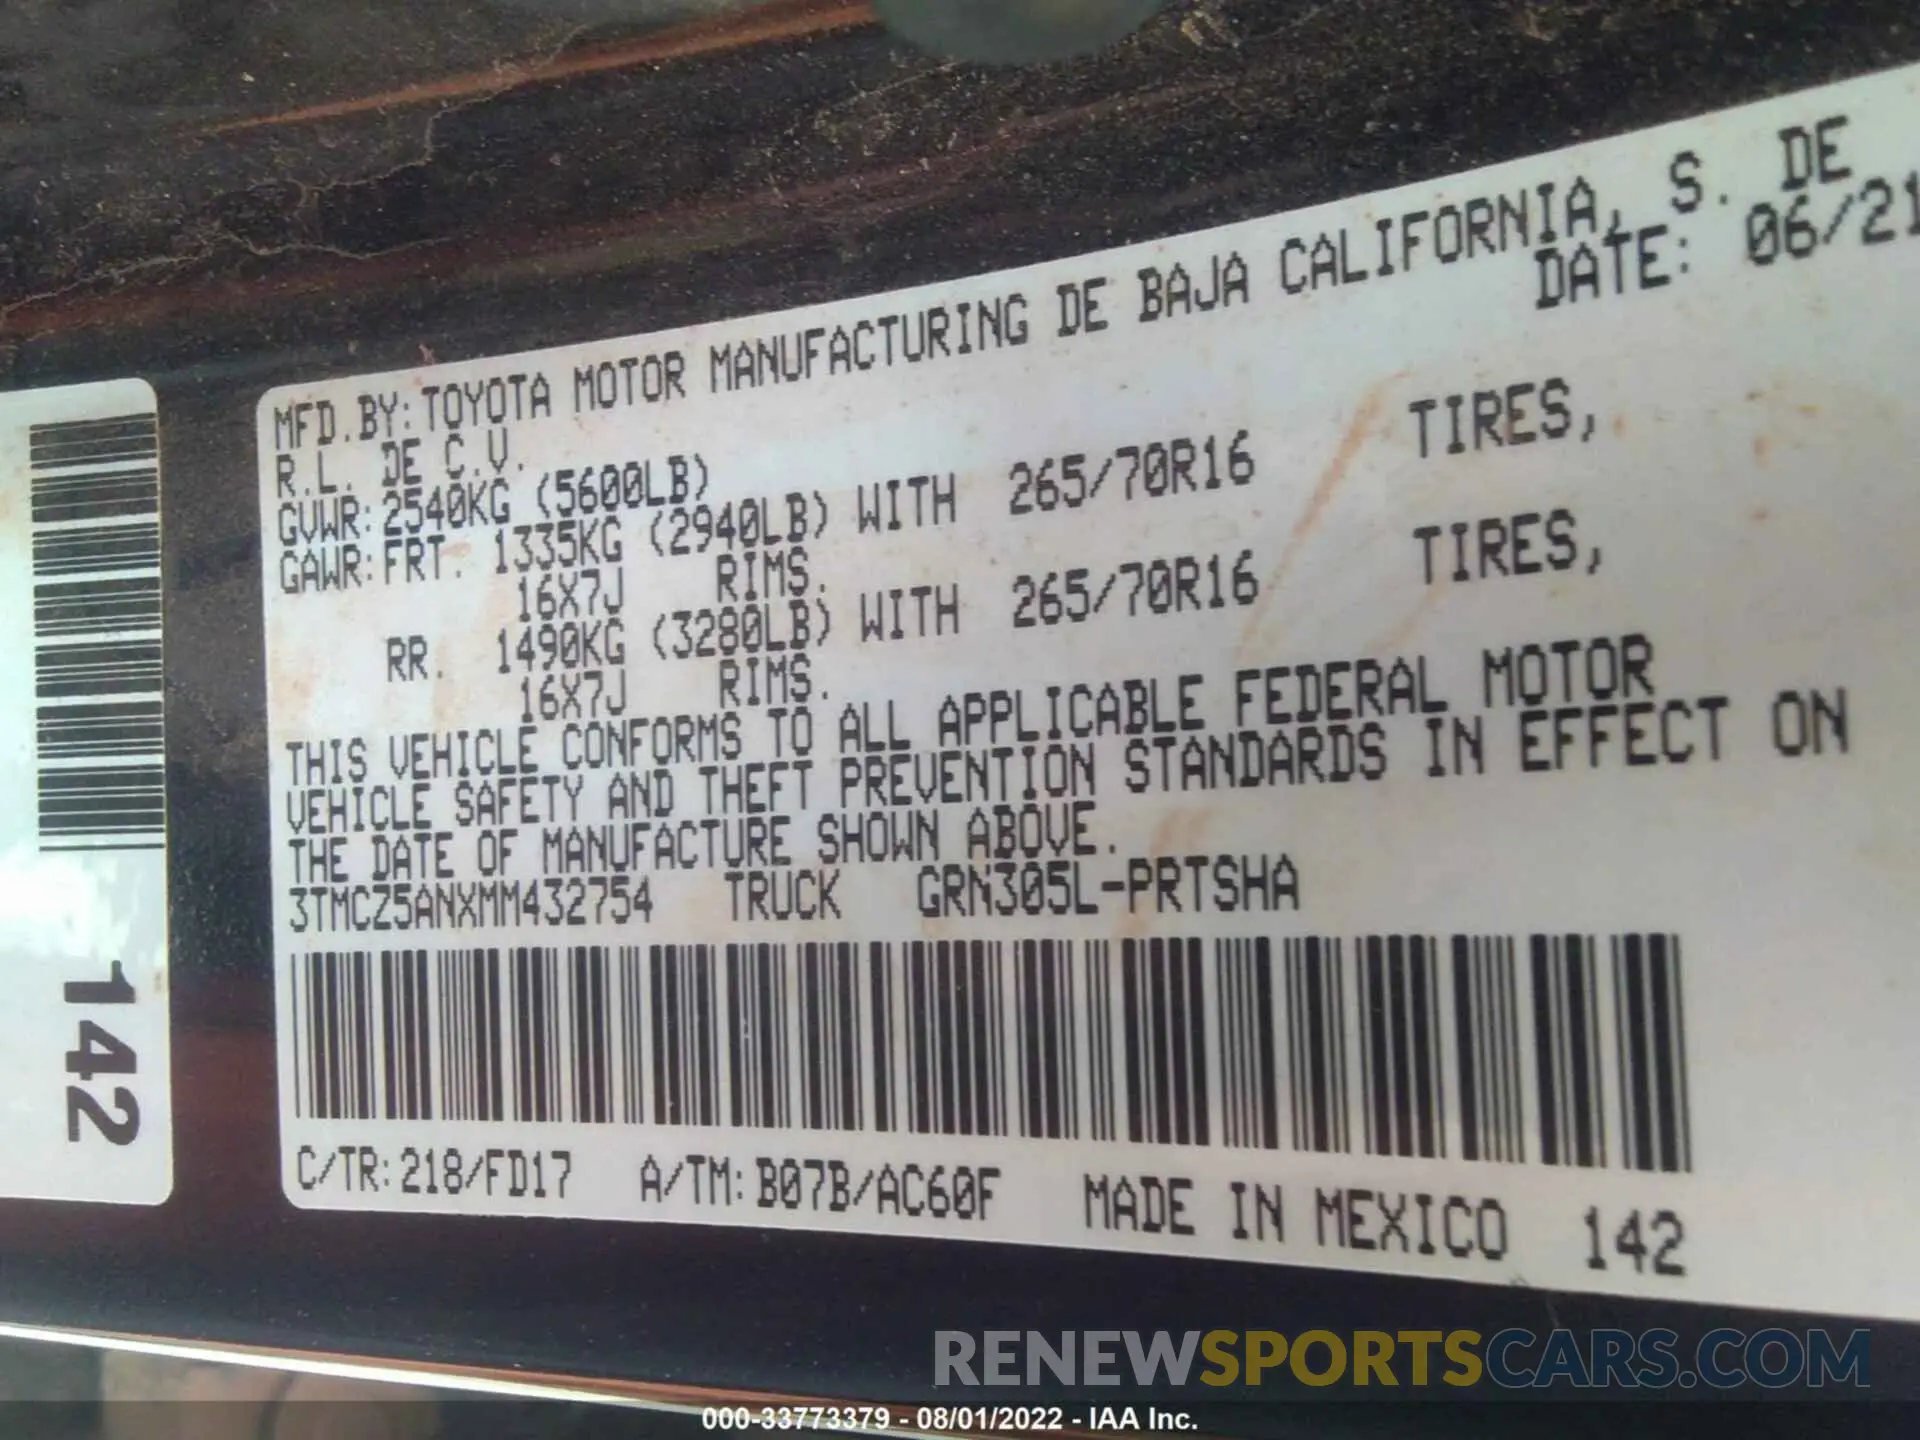 MFD.BY:TOYOTA MOTOR MANUFACTURING DE BAJA CALIFORNIA, S. DE
R.L. DE C.V. DATE: 06/21
GVWR:2540KG (5600LB)
GAWR:FRT. 1335KG (2940LB) WITH 265/70R16 TIRES,
16X7J RIMS.
RR. 1490KG (3280LB) WITH 265/70R16 TIRES,
16X7J RIMS.
THIS VEHICLE CONFORMS TO ALL APPLICABLE FEDERAL MOTOR
VEHICLE SAFETY AND THEFT PREVENTION STANDARDS IN EFFECT ON
THE DATE OF MANUFACTURE SHOWN ABOVE.
3TMCZ5ANXMM432754 TRUCK GRN305L-PRTSHA
C/TR:218/FD17 A/TM:B07B/AC60F MADE IN MEXICO 142
142
RENEWSPORTSCARS.COM
000-33773379 - 08/01/2022 - IAA Inc.